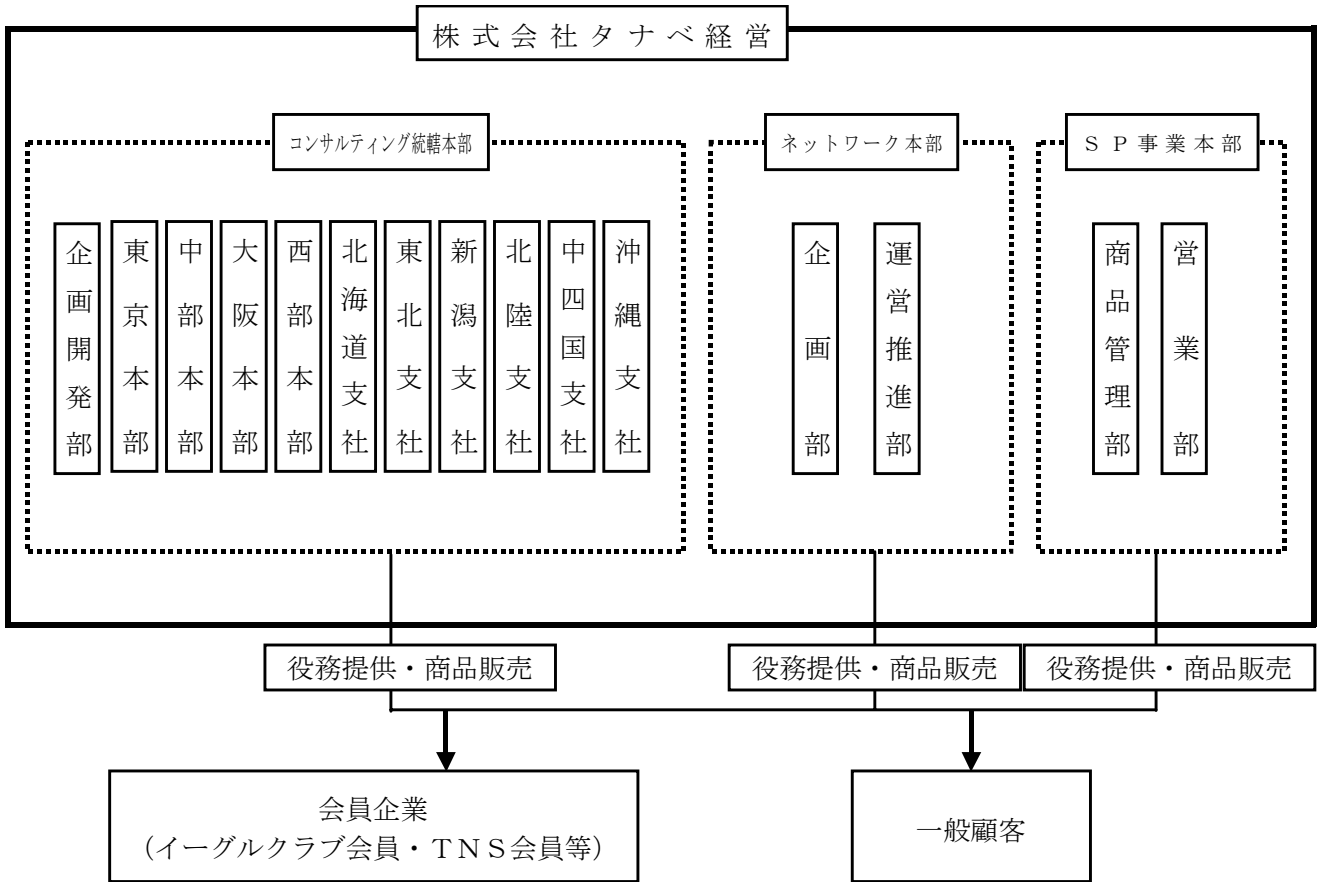 株式会社タナベ経営
コンサルティング統轄本部
ネットワーク本部
ＳＰ事業本部
企画開発部
東京本部
中部本部
大阪本部
西部本部
北海道支社
東北支社
新潟支社
北陸支社
中四国支社
沖縄支社
企画部
運営推進部
商品管理部
営業部
役務提供・商品販売
役務提供・商品販売
役務提供・商品販売
会員企業
（イーグルクラブ会員・ＴＮＳ会員等）
一般顧客